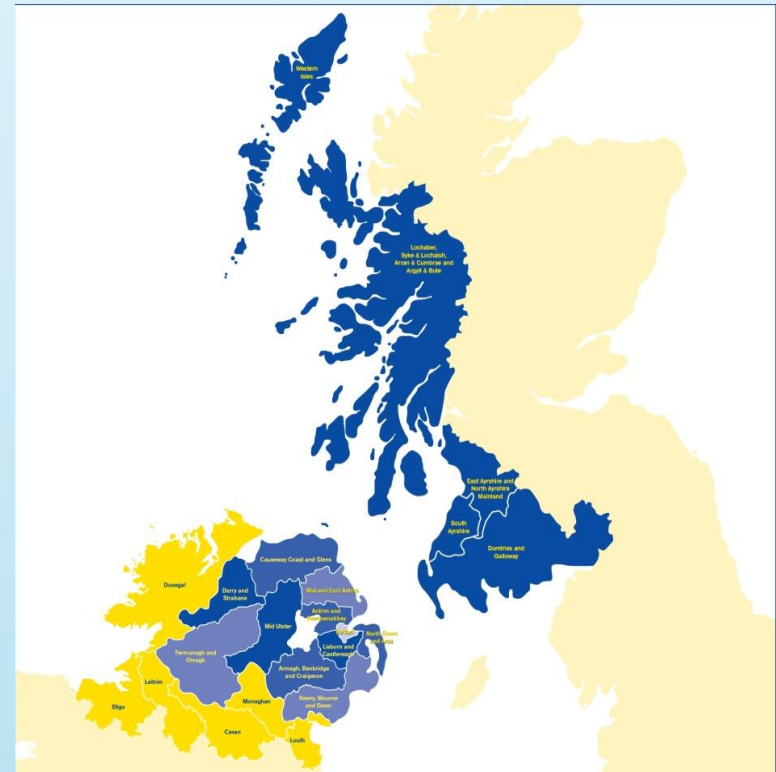 Western
Isles
Lochaber,
Syke & Lochalsh,
Arran & Cumbrae and
Argyll & Bute
East Ayrshire and
North Ayrshire
Mainland
South
Ayrshire
Dumfrias and
Galloway
Causeway Coast and Glens
Donegal
Derry and
Strabane
Mid and East Antrim
Antrim and
Newtownabbey
Mid Ulster
North Down
and Ards
Lisburn and
Castlereagh
Fermanagh and
Omagh
Armagh, Banbridge
and Craigavon
Leitrim
Monaghan
Newry, Mourne
and Down
Sligo
Cavan
Louth